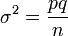 σ² = pq/n